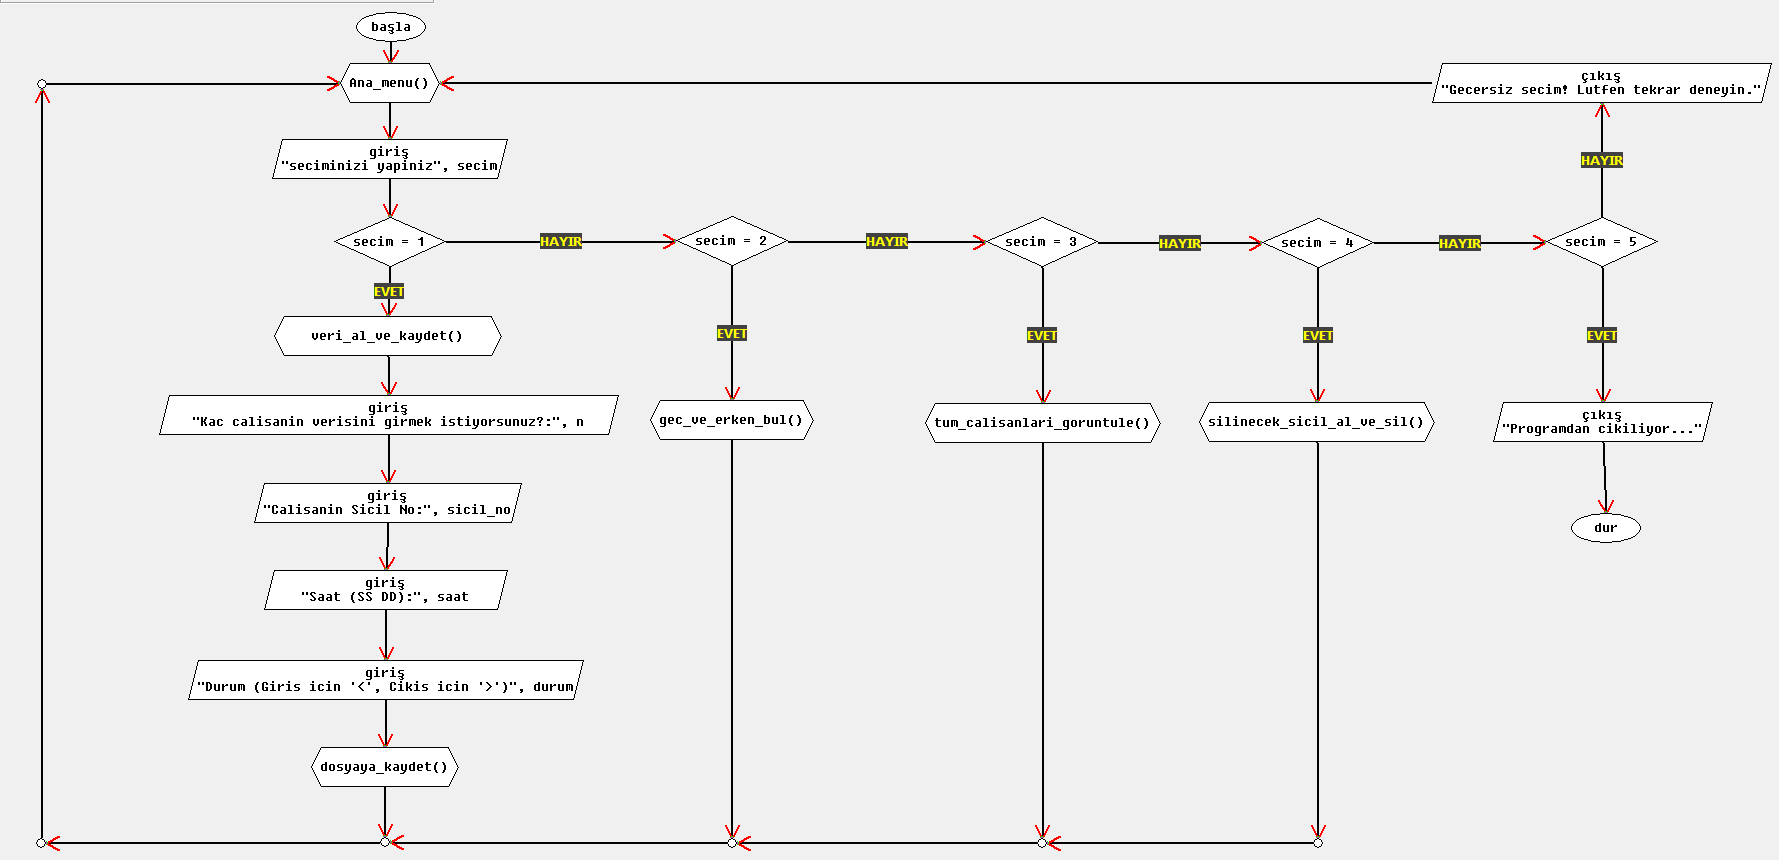 başla
Ana_menu()
çıkış
"Gecersiz secim! Lutfen tekrar deneyin."
giriş
"seciminizi yapiniz", secim
HAYIR
secim = 1
HAYIR
secim = 2
HAYIR
secim = 3
HAYIR
secim = 4
HAYIR
secim = 5
EVET
veri_al_ve_kaydet()
EVET
EVET
EVET
EVET
giriş
"Kac calisanin verisini girmek istiyorsunuz?:", n
gec_ve_erken_bul()
tum_calisanlari_goruntule()
silinecek_sicil_al_ve_sil()
çıkış
"Programdan cikiliyor..."
giriş
"Calisanin Sicil No:", sicil_no
dur
giriş
"Saat (SS DD):", saat
giriş
"Durum (Giris icin '<', Cikis icin '>')", durum
dosyaya_kaydet()